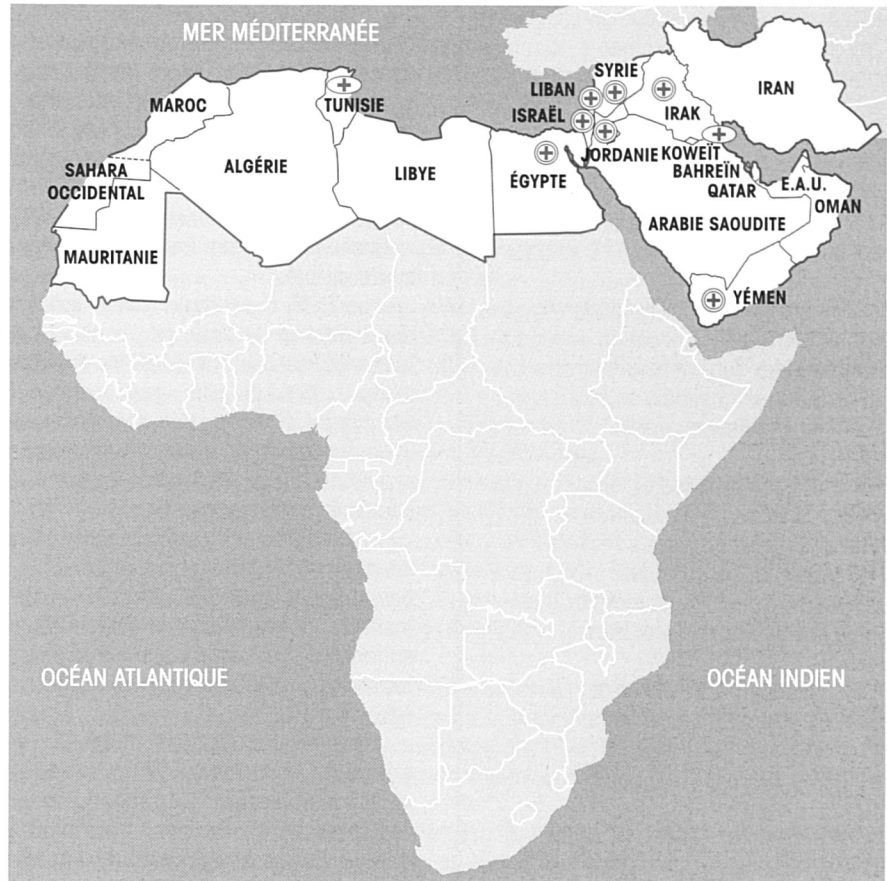 MER MÉDITERRANÉE
SYRIE
LIBAN
IRAN
MAROC
TUNISIE
ISRAËL
IRAK
ALGÉRIE
LIBYE
JORDANIE
KOWEÏT
SAHARA
OCCIDENTAL
ÉGYPTE
BAHREÏN
QATAR
E.A.U.
OMAN
ARABIE SAOUDITE
MAURITANIE
YÉMEN
OCÉAN ATLANTIQUE
OCÉAN INDIEN